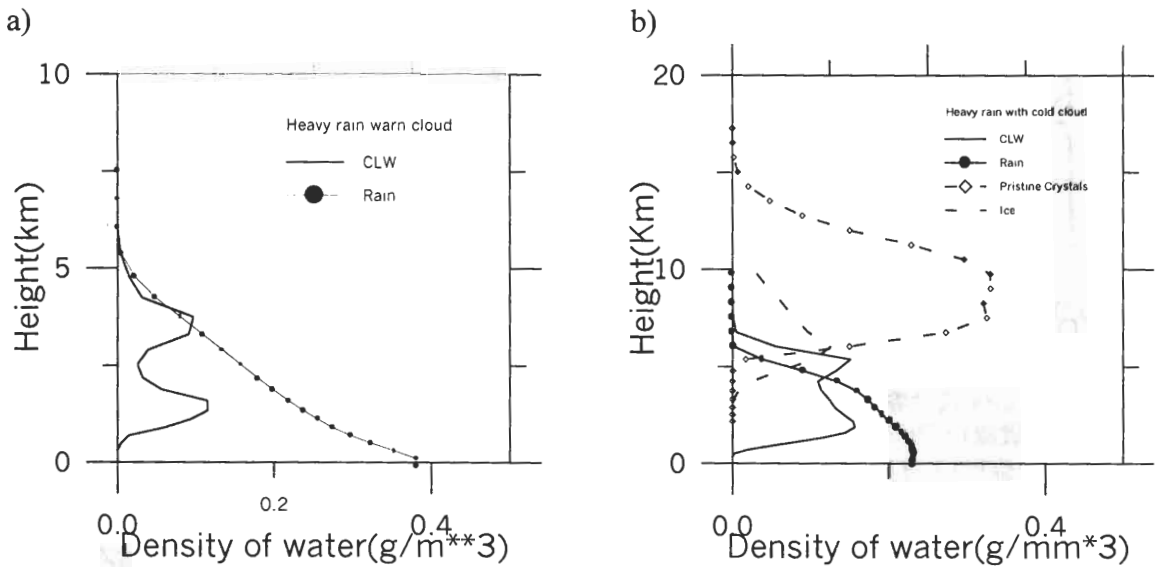 a)
10
5
0
Height(km)
Heavy rain warn cloud
CLW
Rain
0.0
0.2
0.4
Density of water(g/m**3)
b)
20
10
0
Height(Km)
Heavy rain with cold cloud
CLW
Rain
Pristine Crystals
Ice
0.0
0.4
Density of water(g/mm*3)